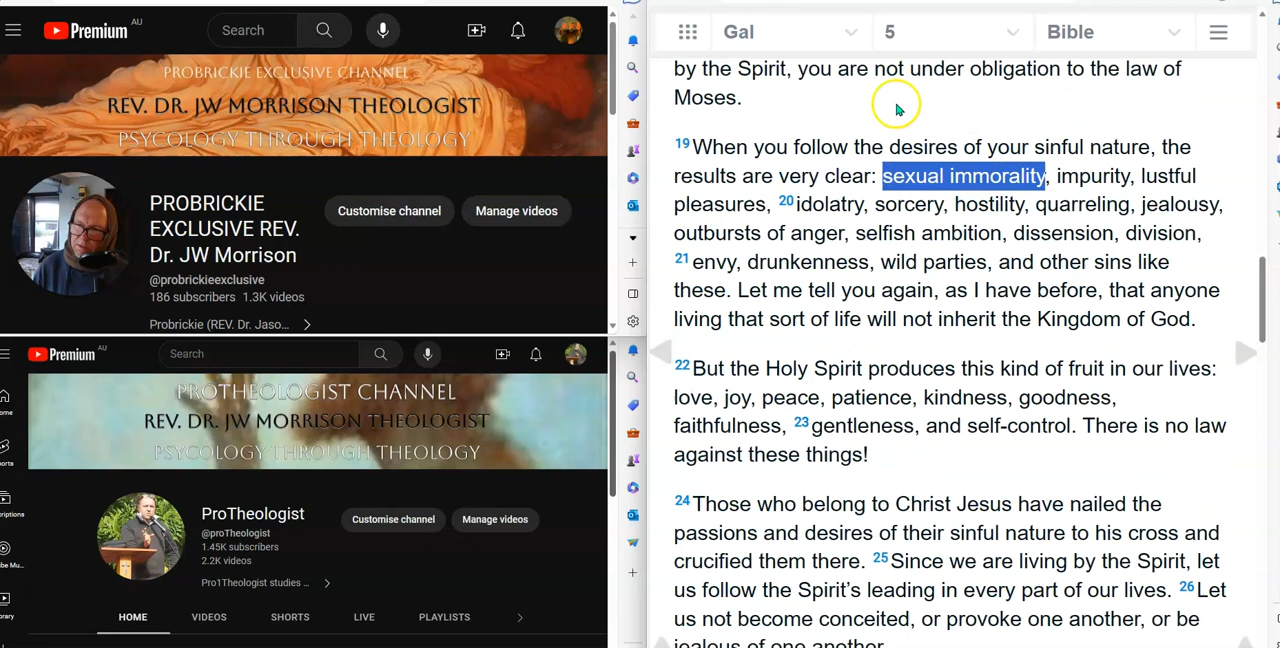 Premium AU
Search
PROBRICKIE EXCLUSIVE CHANNEL
REV. DR. JW MORRISON THEOLOGIST
PSYCOLOGY THROUGH THEOLOGY
PROBRICKIE
EXCLUSIVE REV.
Dr. JW Morrison
@probrickieexclusive
186 subscribers 1.3K videos
Probrickie (REV. Dr. Jaso...
Customise channel
Manage videos
Premium AU
Search
PROTHEOLOGIST CHANNEL
REV. DR. JW MORRISON THEOLOGIST
PSYCOLOGY THROUGH THEOLOGY
ProTheologist
@proTheologist
1.45K subscribers
2.2K videos
Pro1Theologist studies ...
Customise channel
Manage videos
HOME VIDEOS SHORTS LIVE PLAYLISTS
Gal 5 Bible
by the Spirit, you are not under obligation to the law of
Moses.
19 When you follow the desires of your sinful nature, the
results are very clear: sexual immorality, impurity, lustful
pleasures, 20 idolatry, sorcery, hostility, quarreling, jealousy,
outbursts of anger, selfish ambition, dissension, division,
21 envy, drunkenness, wild parties, and other sins like
these. Let me tell you again, as I have before, that anyone
living that sort of life will not inherit the Kingdom of God.
22 But the Holy Spirit produces this kind of fruit in our lives:
love, joy, peace, patience, kindness, goodness,
faithfulness, 23 gentleness, and self-control. There is no law
against these things!
24 Those who belong to Christ Jesus have nailed the
passions and desires of their sinful nature to his cross and
crucified them there. 25 Since we are living by the Spirit, let
us follow the Spirit's leading in every part of our lives. 26 Let
us not become conceited, or provoke one another, or be
jealous of one another.